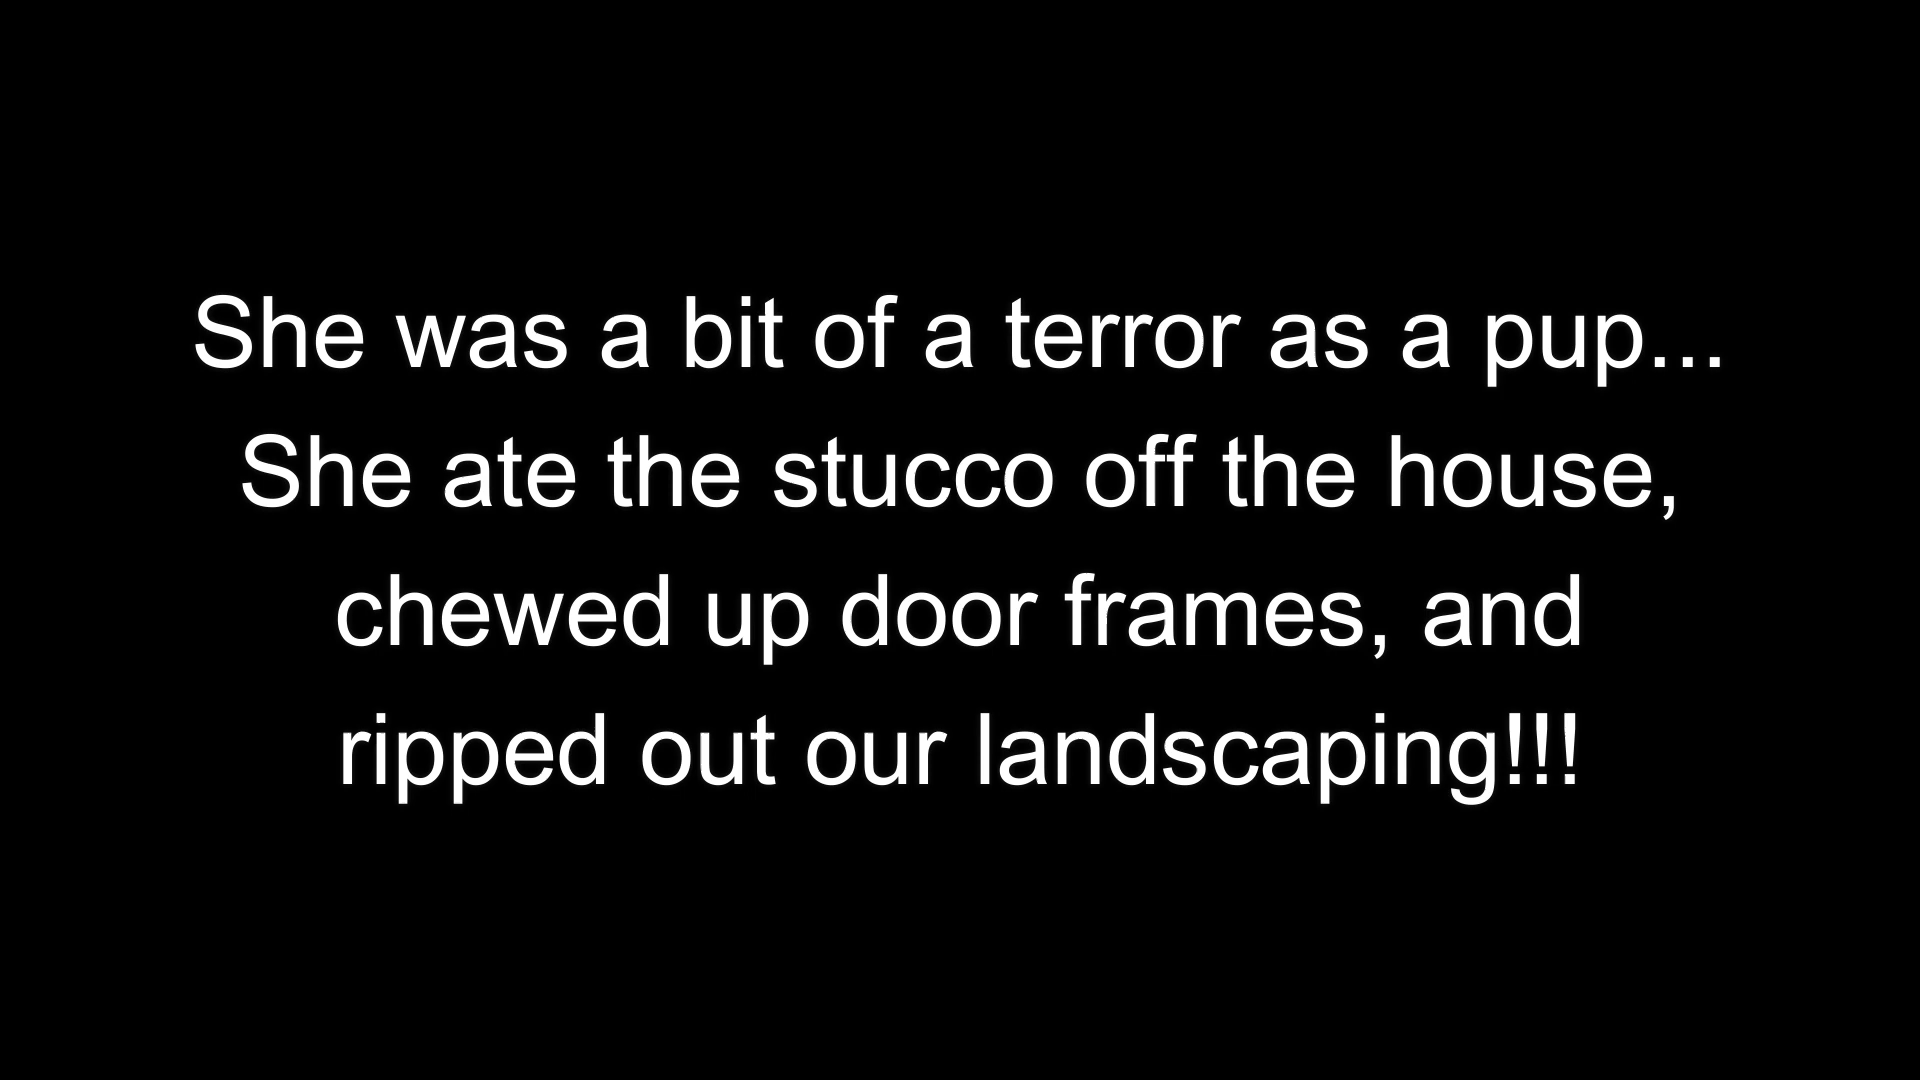 She was a bit of a terror as a pup...
She ate the stucco off the house,
chewed up door frames, and
ripped out our landscaping!!!